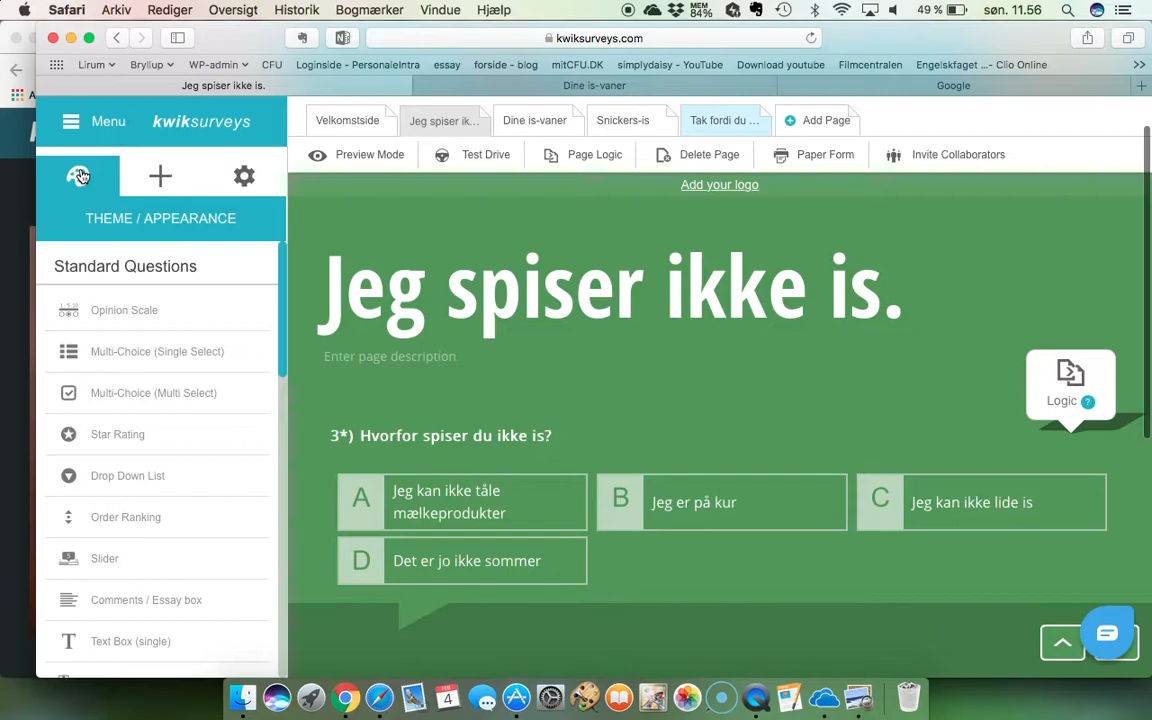 Safari Arkiv Rediger Oversigt Historik Bogmærker Vindue Hjælp MEM 84% 49 % søn. 11.56
kwiksurveys.com
Lirum Bryllup WP-admin CFU Loginside - PersonaleIntra essay forside - blog mitCFU.DK simplydaisy - YouTube Download youtube Filmcentralen Engelskfaget ... - Clio Online
Jeg spiser ikke is. Dine is-vaner Google
Menu kwiksurveys
Velkomstside Jeg spiser ik... Dine is-vaner Snickers-is Tak fordi du ... Add Page
Preview Mode Test Drive Page Logic Delete Page Paper Form Invite Collaborators
THEME / APPEARANCE
Standard Questions
Opinion Scale
Multi-Choice (Single Select)
Multi-Choice (Multi Select)
Star Rating
Drop Down List
Order Ranking
Slider
Comments / Essay box
Text Box (single)
Add your logo
Jeg spiser ikke is.
Enter page description
Logic ?
3*) Hvorfor spiser du ikke is?
A Jeg kan ikke tåle
mælkeprodukter
B Jeg er på kur
C Jeg kan ikke lide is
D Det er jo ikke sommer
FEB
4